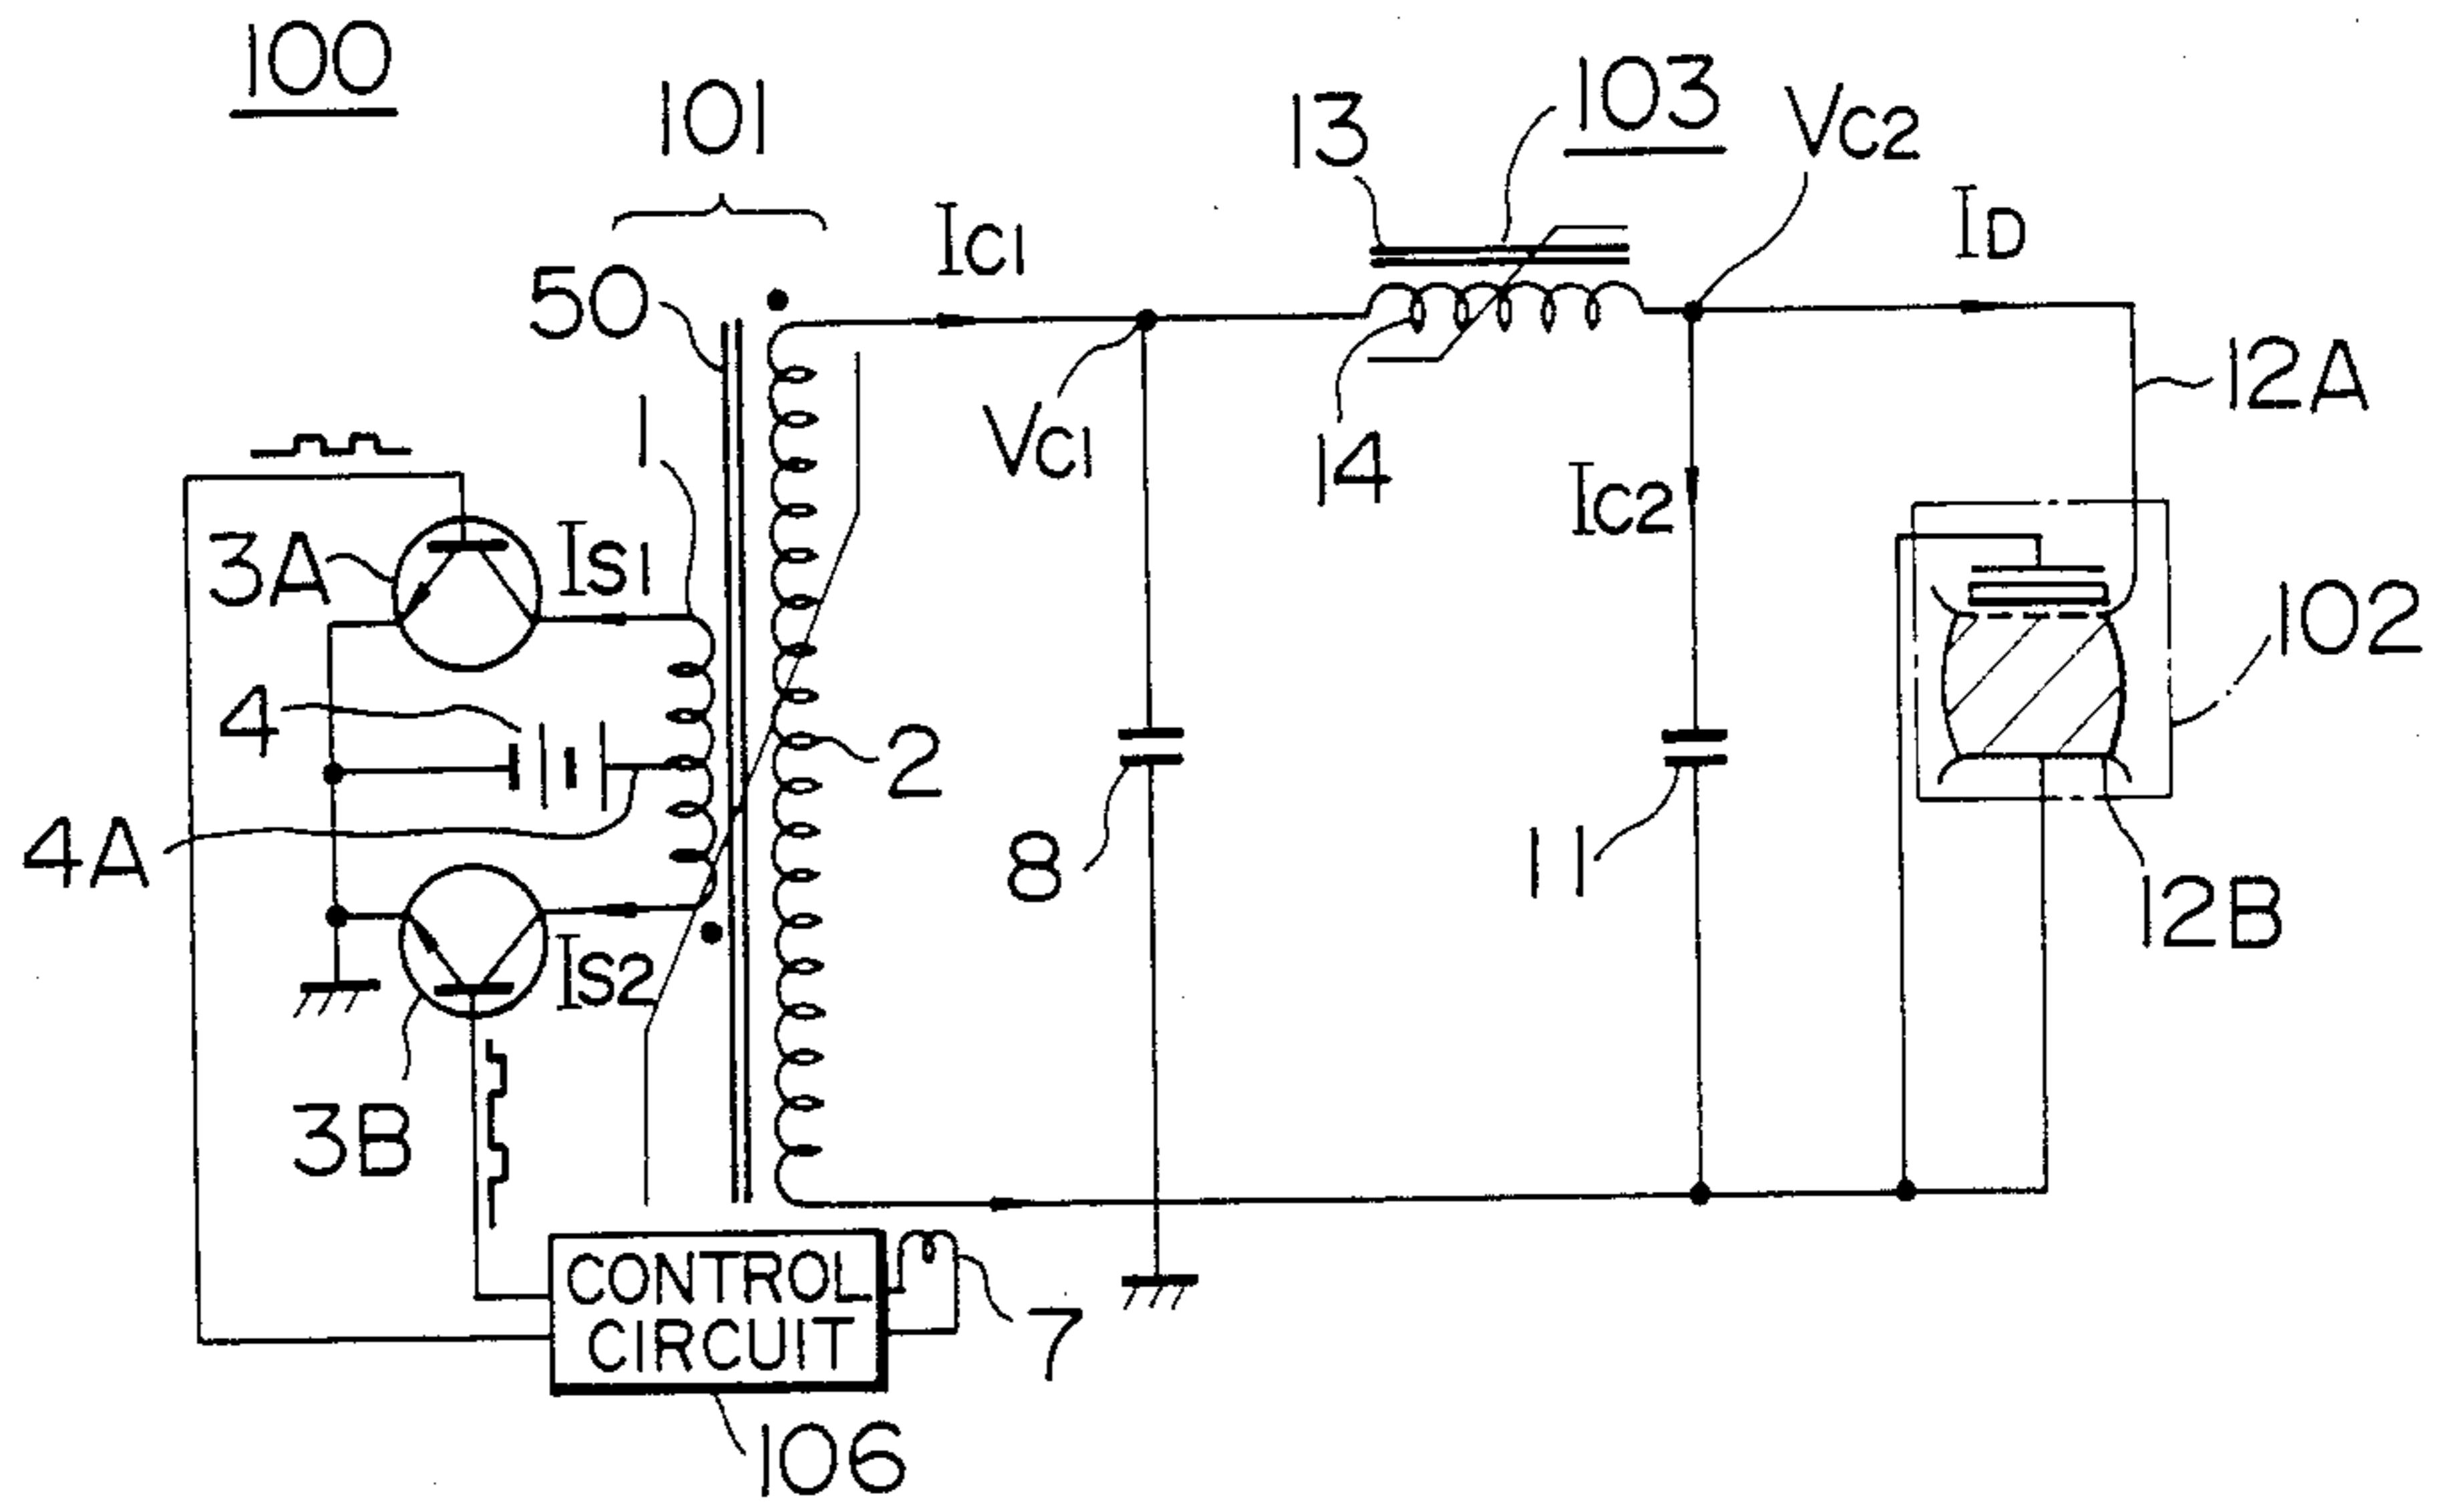 100
101
13
103
VC2
IC1
ID
50
1
12A
VC1
14
IC2
3A
IS1
102
4
2
4A
8
11
12B
IS2
3B
CONTROL
CIRCUIT
7
106